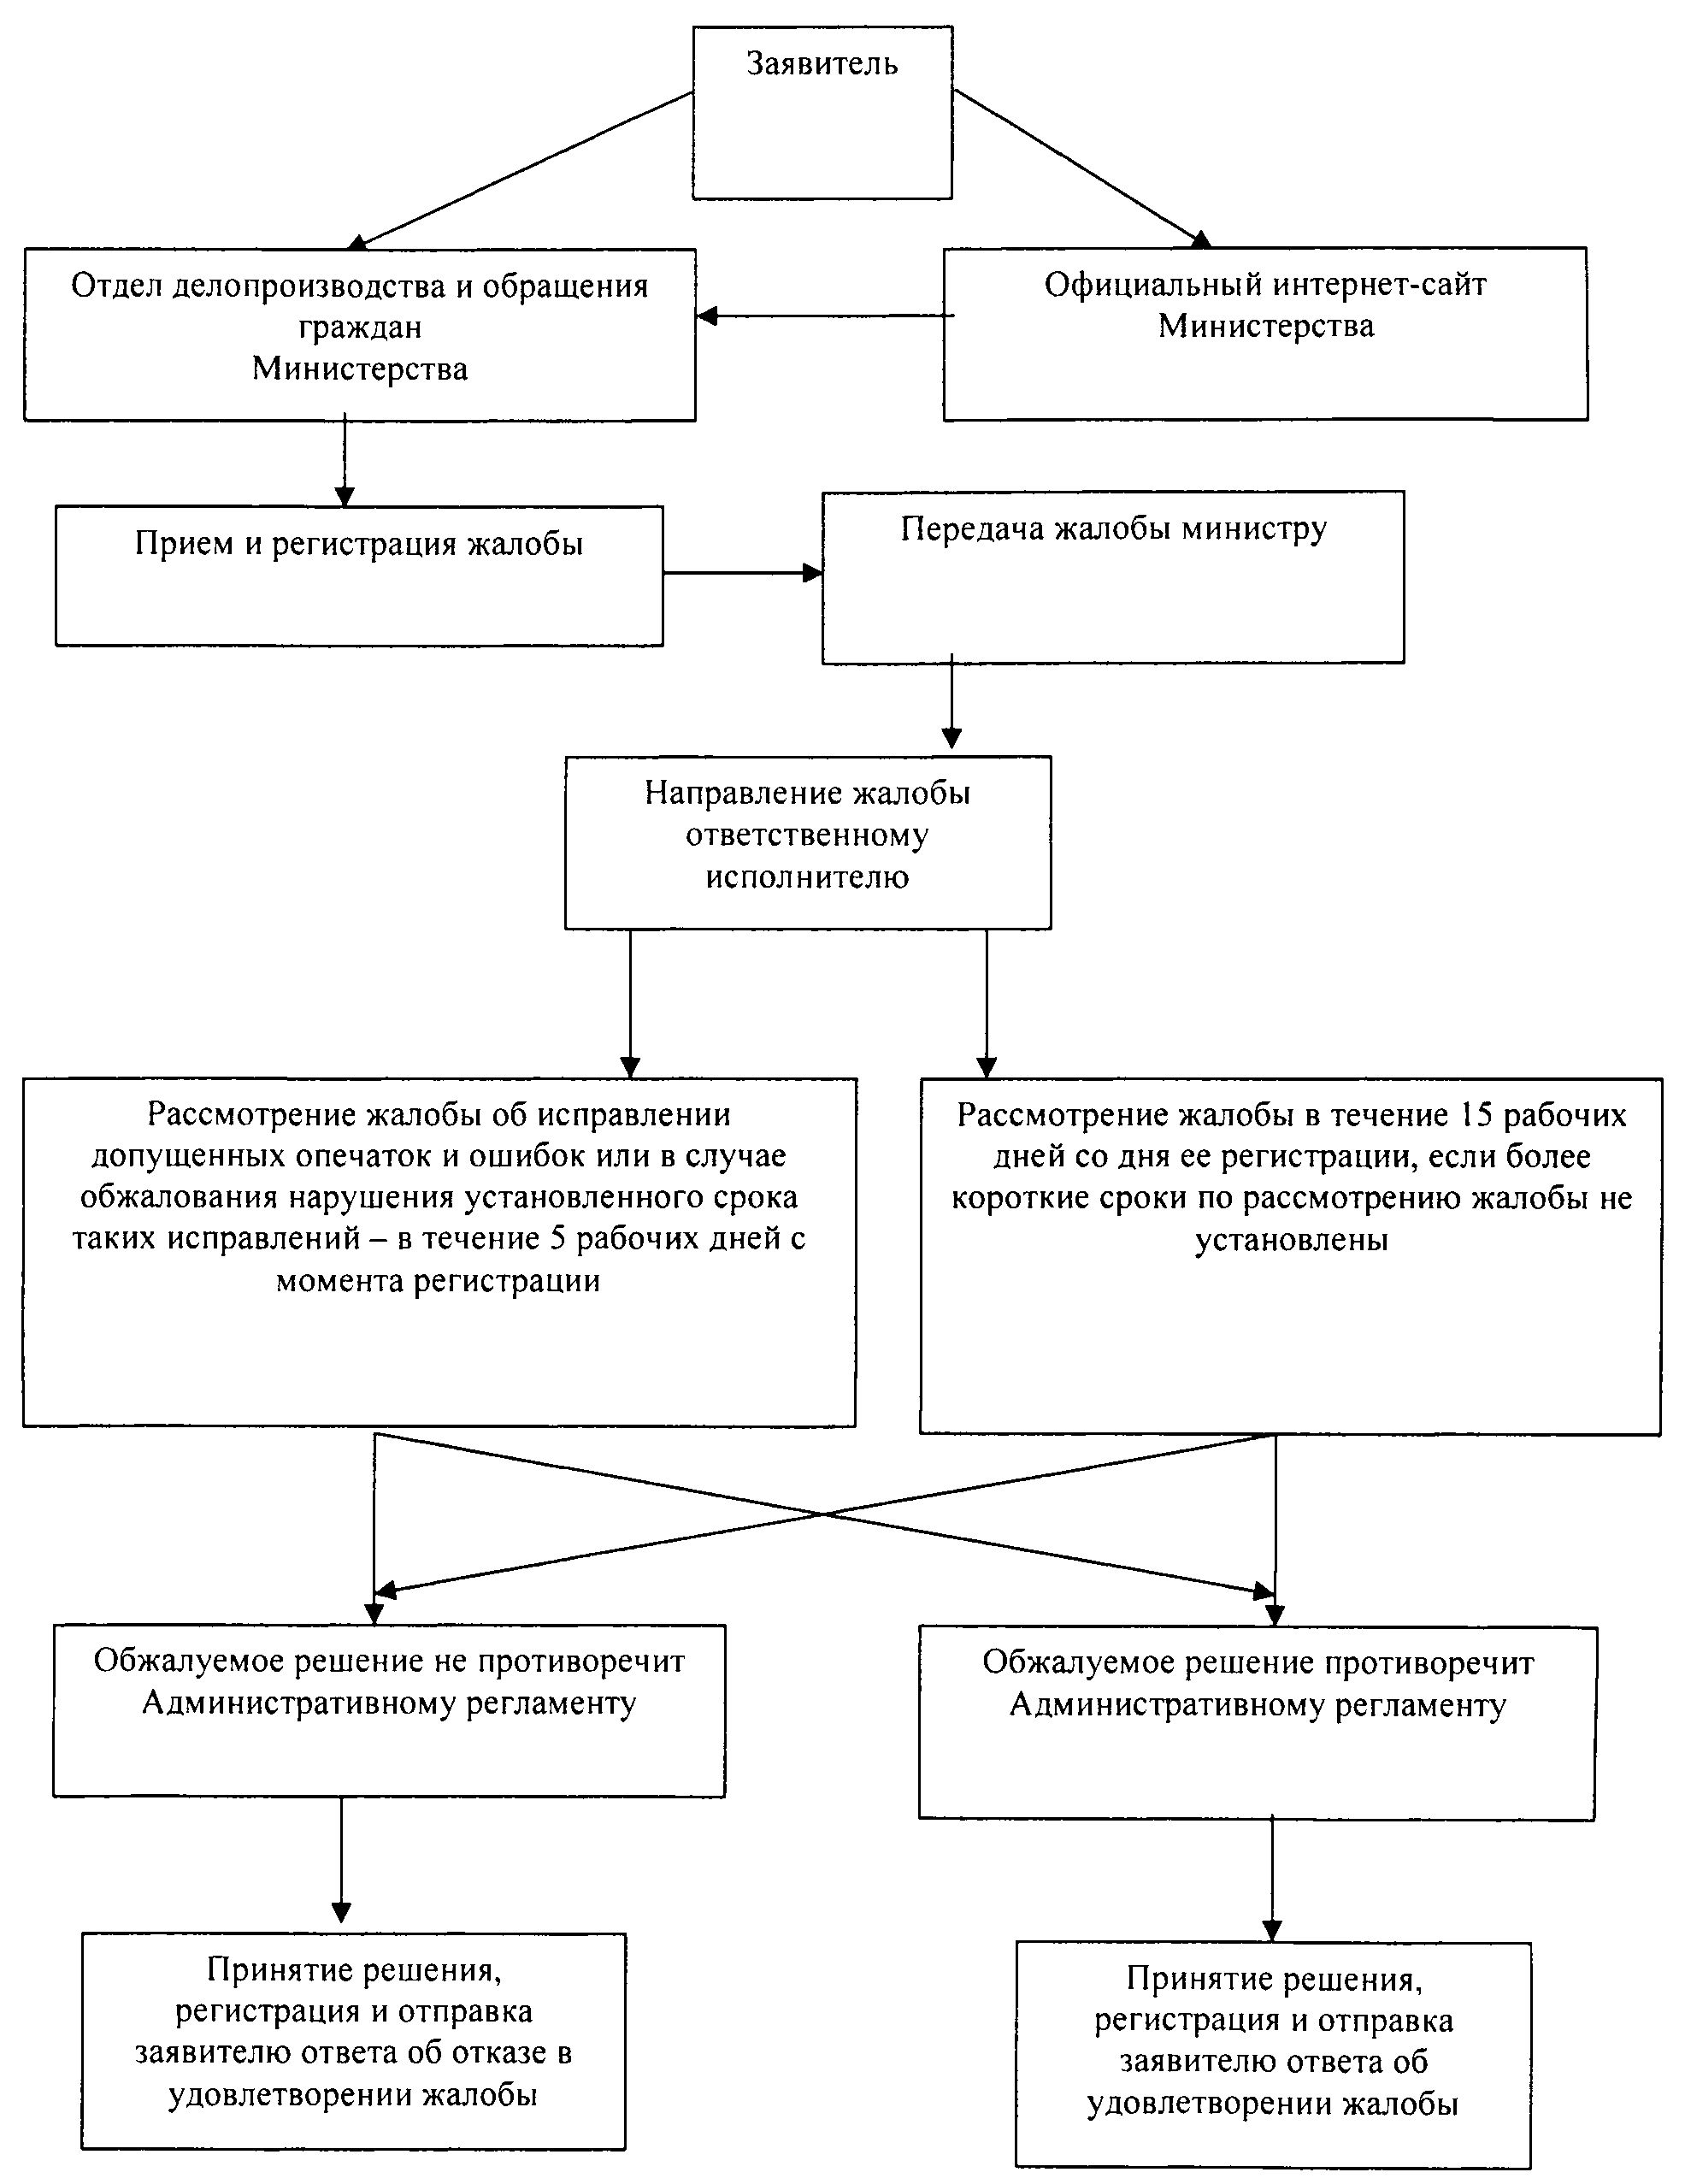 Заявитель
Отдел делопроизводства и обращения
граждан
Министерства
Официальный интернет-сайт
Министерства
Прием и регистрация жалобы
Передача жалобы министру
Направление жалобы
ответственному
исполнителю
Рассмотрение жалобы об исправлении
допущенных опечаток и ошибок или в случае
обжалования нарушения установленного срока
таких исправлений – в течение 5 рабочих дней с
момента регистрации
Рассмотрение жалобы в течение 15 рабочих
дней со дня ее регистрации, если более
короткие сроки по рассмотрению жалобы не
установлены
Обжалуемое решение не противоречит
Административному регламенту
Обжалуемое решение противоречит
Административному регламенту
Принятие решения,
регистрация и отправка
заявителю ответа об отказе в
удовлетворении жалобы
Принятие решения,
регистрация и отправка
заявителю ответа об
удовлетворении жалобы